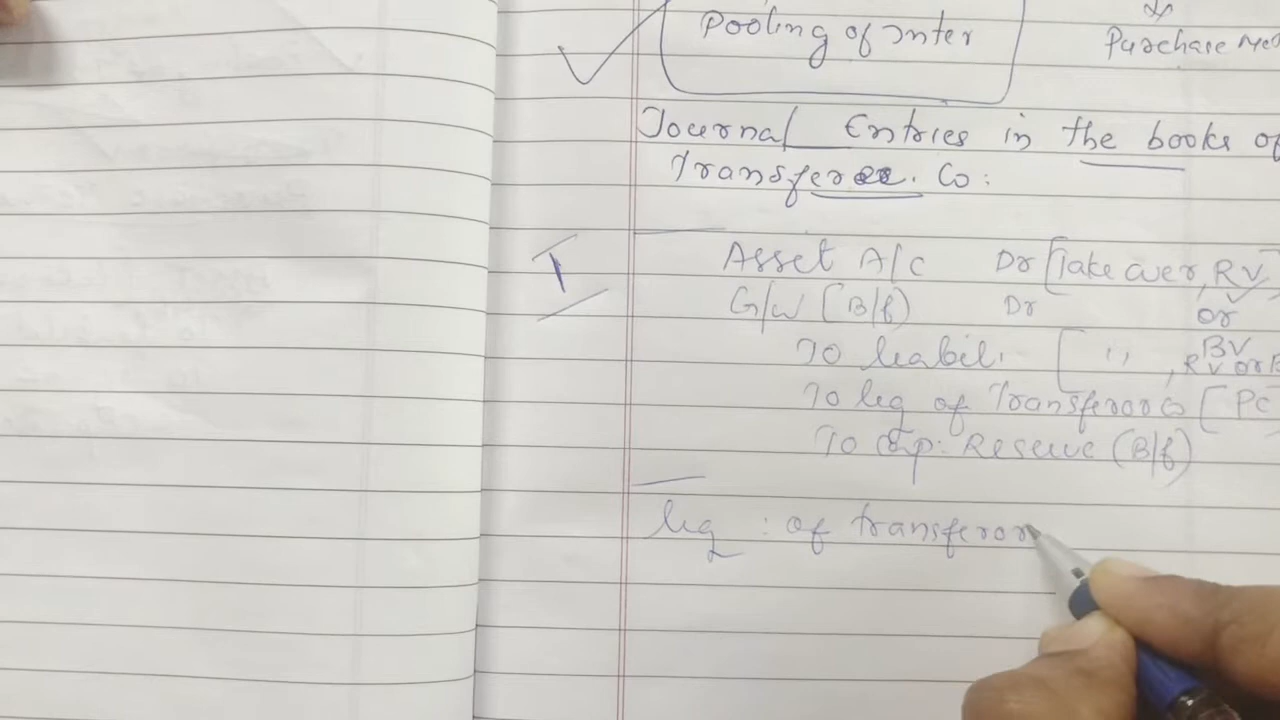 &
Pooling of Inter
Purchase Me
Journal Entries in the books of
Transferee. Co:
I
Asset A/C Dr [Take over, RV]
G/W [B/f) Dr or
BV
To Liabil. [ ,, , RV or B
To liq of Transferor Co [PC]
To Cap: Reserve (B/f)
liq : of transferor